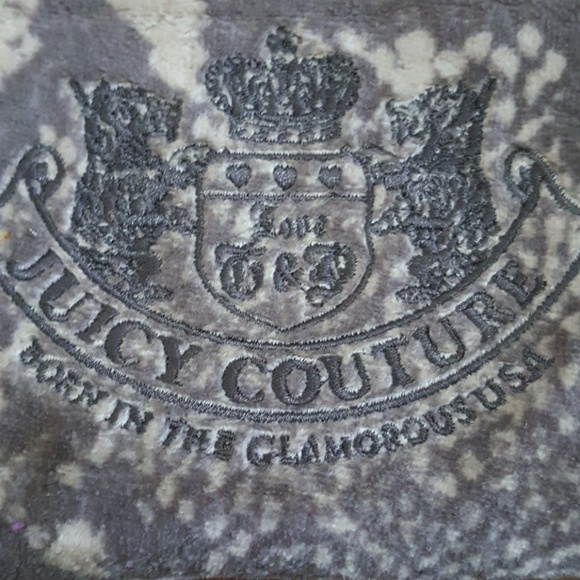 Love
G & P
JUICY COUTURE
BORN IN THE GLAMOROUS USA